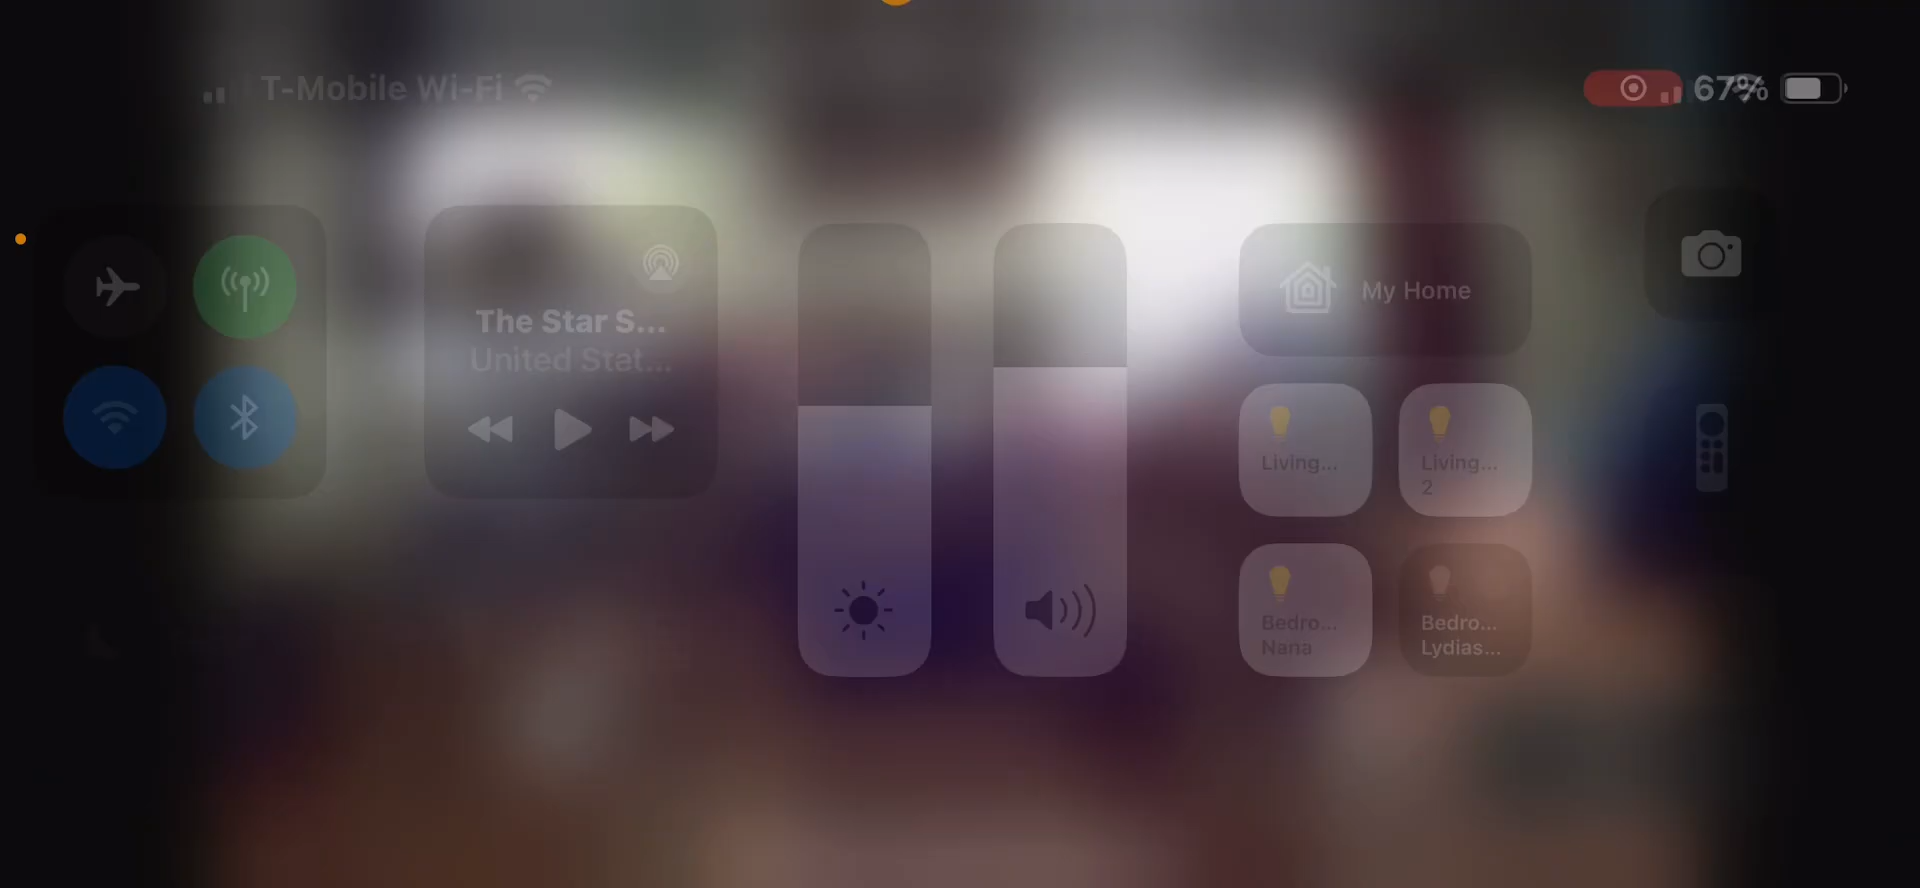 T-Mobile Wi-Fi
67%
The Star S...
United Stat...
My Home
Living...
Living...
2
Bedro...
Nana
Bedro...
Lydias...